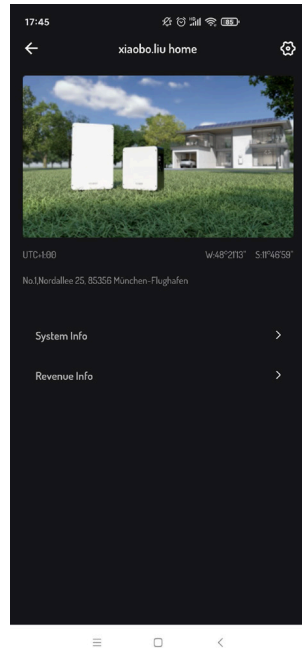 17:45
85
xiaobo.liu home
UTC+1:00 W:48°21'13" S:11°46'59"
No.1,Nordallee 25, 85356 München-Flughafen
System Info
Revenue Info